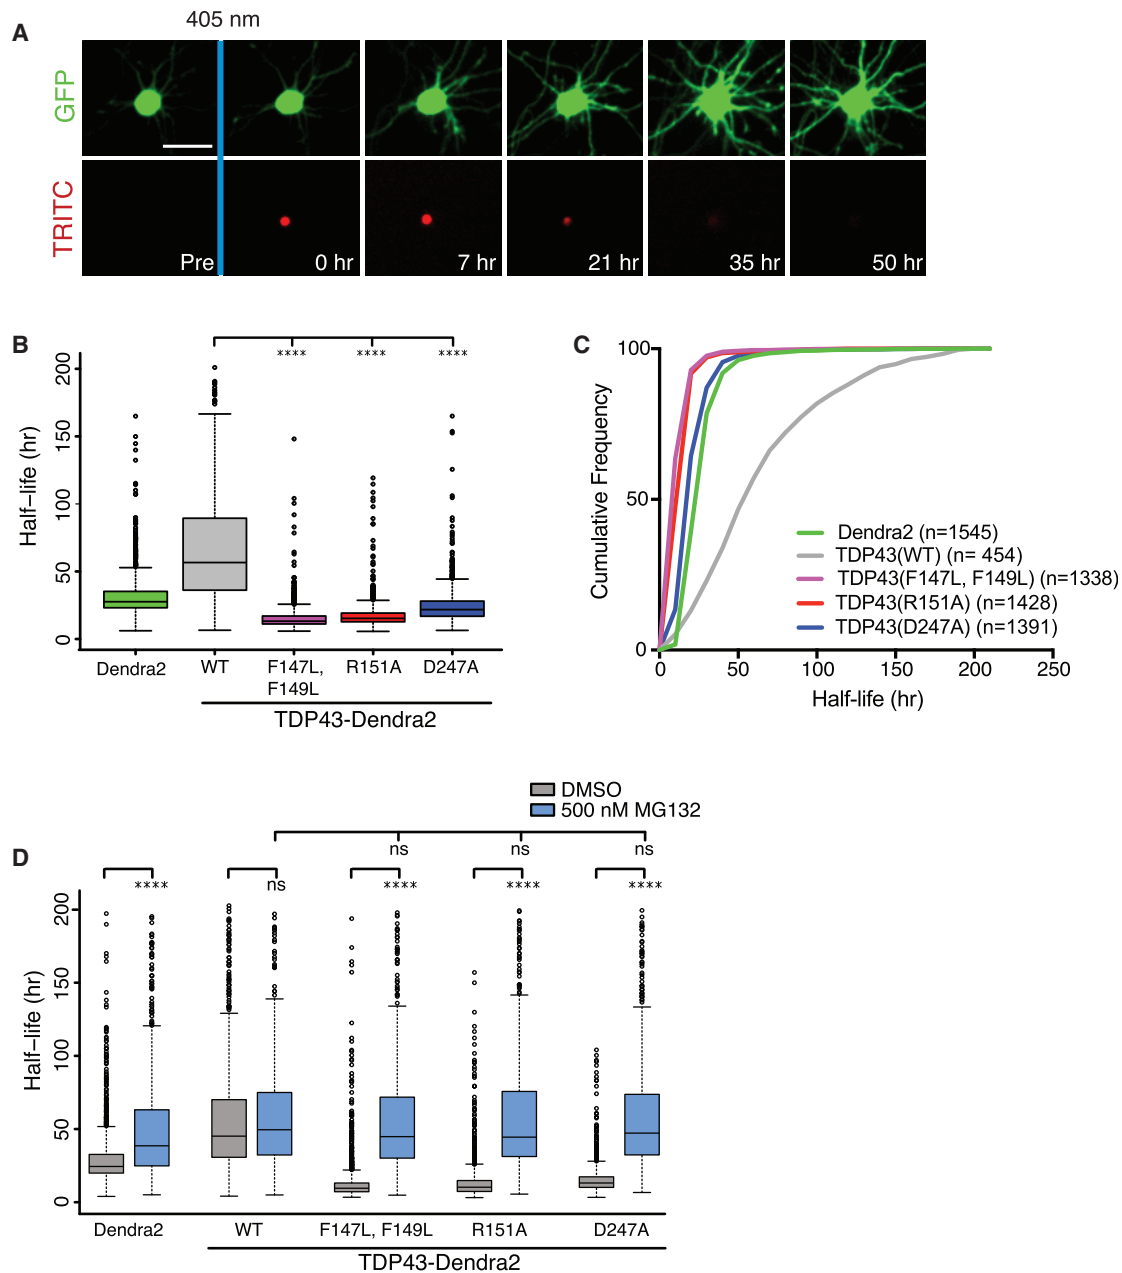 A
405 nm
GFP
TRITC
Pre
0 hr
7 hr
21 hr
35 hr
50 hr
B
**** **** ****
Half–life (hr)
200
150
100
50
0
Dendra2
WT
F147L,
F149L
R151A
D247A
TDP43-Dendra2
C
Cumulative Frequency
100
50
0
0 50 100 150 200 250
Half-life (hr)
Dendra2 (n=1545)
TDP43(WT) (n= 454)
TDP43(F147L, F149L) (n=1338)
TDP43(R151A) (n=1428)
TDP43(D247A) (n=1391)
DMSO
500 nM MG132
D
ns ns ns
**** ns **** **** ****
Half–life (hr)
200
150
100
50
0
Dendra2
WT
F147L, F149L
R151A
D247A
TDP43-Dendra2